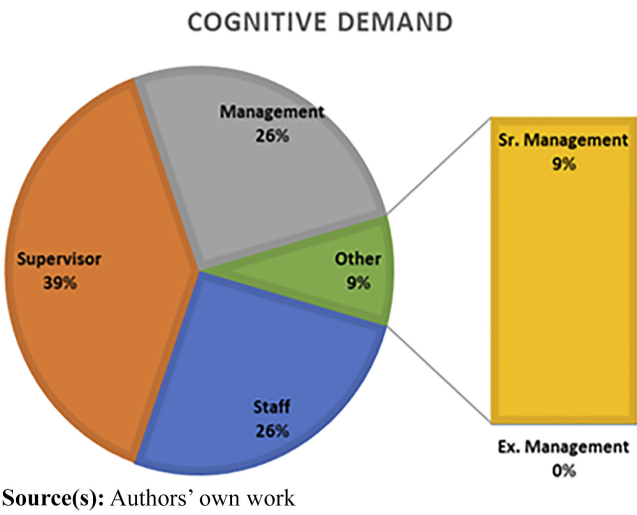 COGNITIVE DEMAND
Management
26%
Sr. Management
9%
Supervisor
39%
Other
9%
Staff
26%
Ex. Management
0%
Source(s): Authors’ own work